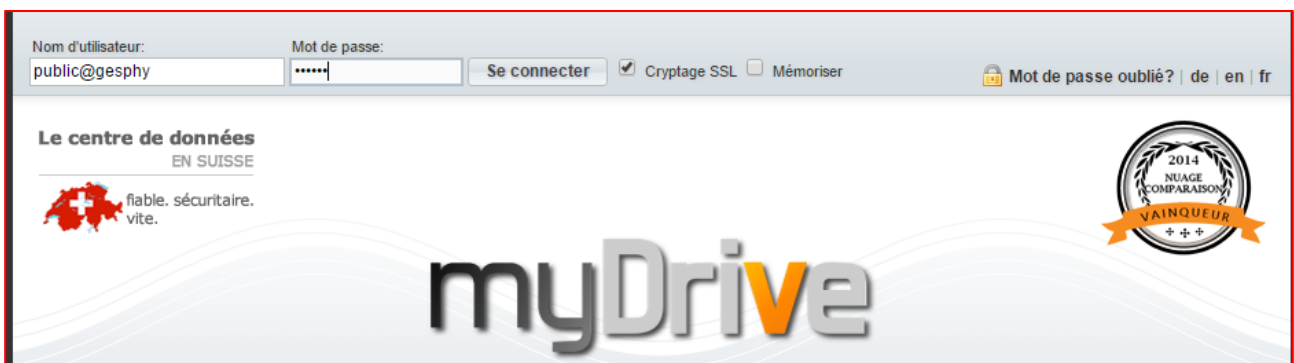 Nom d'utilisateur:
Mot de passe:
public@gesphy
••••••
Se connecter
Cryptage SSL
Mémoriser
Mot de passe oublié? | de | en | fr
Le centre de données
EN SUISSE
fiable. sécuritaire.
vite.
2014
NUAGE
COMPARAISON
VAINQUEUR
myDrive